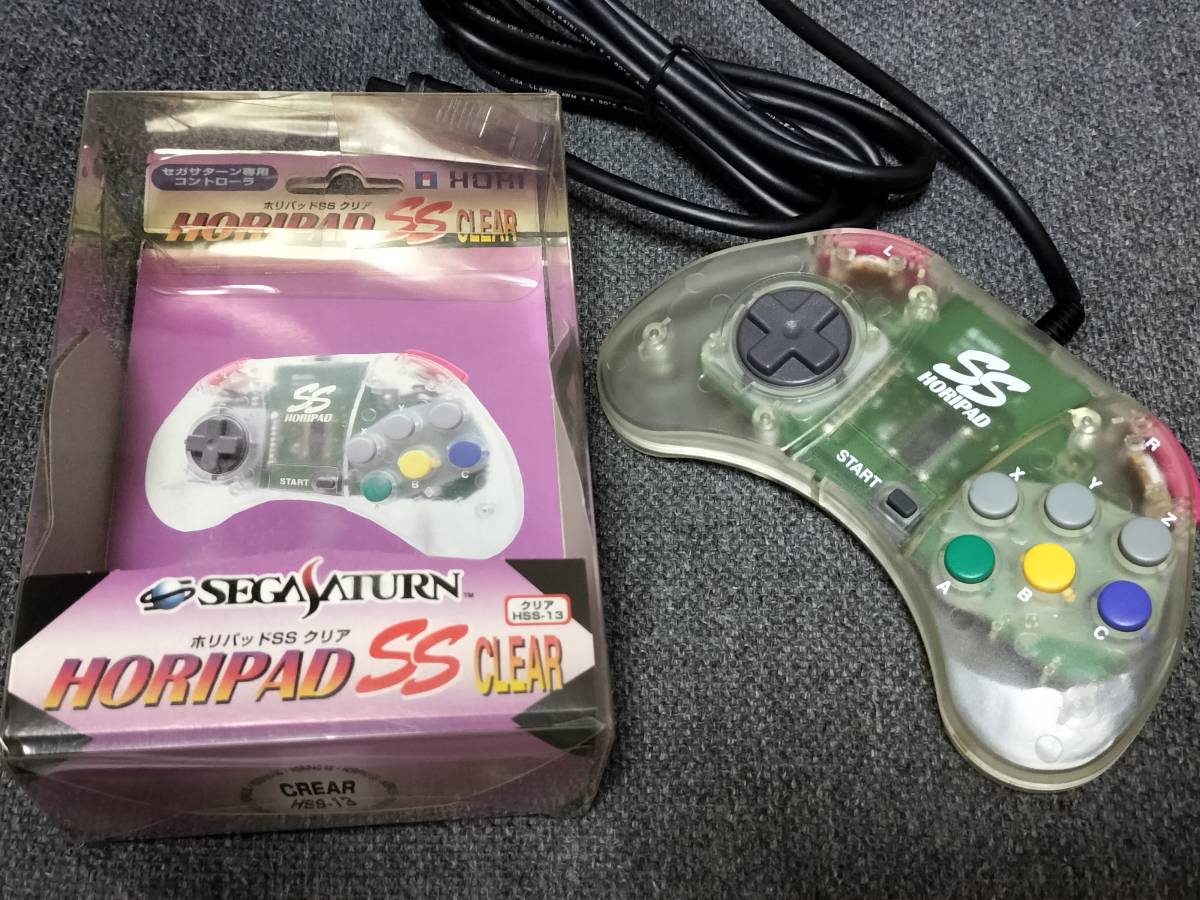 セガサターン専用
コントローラ
HORI
ホリパッドSS クリア
HORIPAD SS CLEAR
SS
HORIPAD
START
Y
B
C
SEGA SATURN™
クリア
HSS-13
ホリパッドSS クリア
HORIPAD SS CLEAR
CREAR
HSS-13
L
SS
HORIPAD
START
R
X
Y
Z
A
B
C